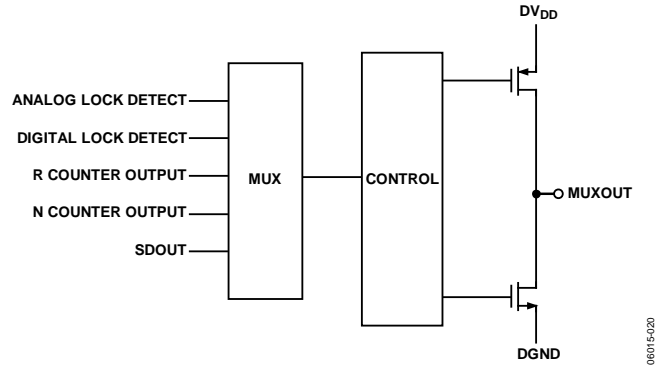 DVDD
ANALOG LOCK DETECT
DIGITAL LOCK DETECT
R COUNTER OUTPUT
N COUNTER OUTPUT
SDOUT
MUX
CONTROL
MUXOUT
DGND
06015-020